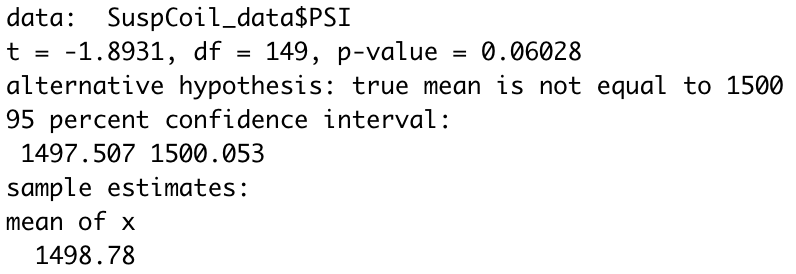 data:  SuspCoil_data$PSI
t = -1.8931, df = 149, p-value = 0.06028
alternative hypothesis: true mean is not equal to 1500
95 percent confidence interval:
 1497.507 1500.053
sample estimates:
mean of x
  1498.78